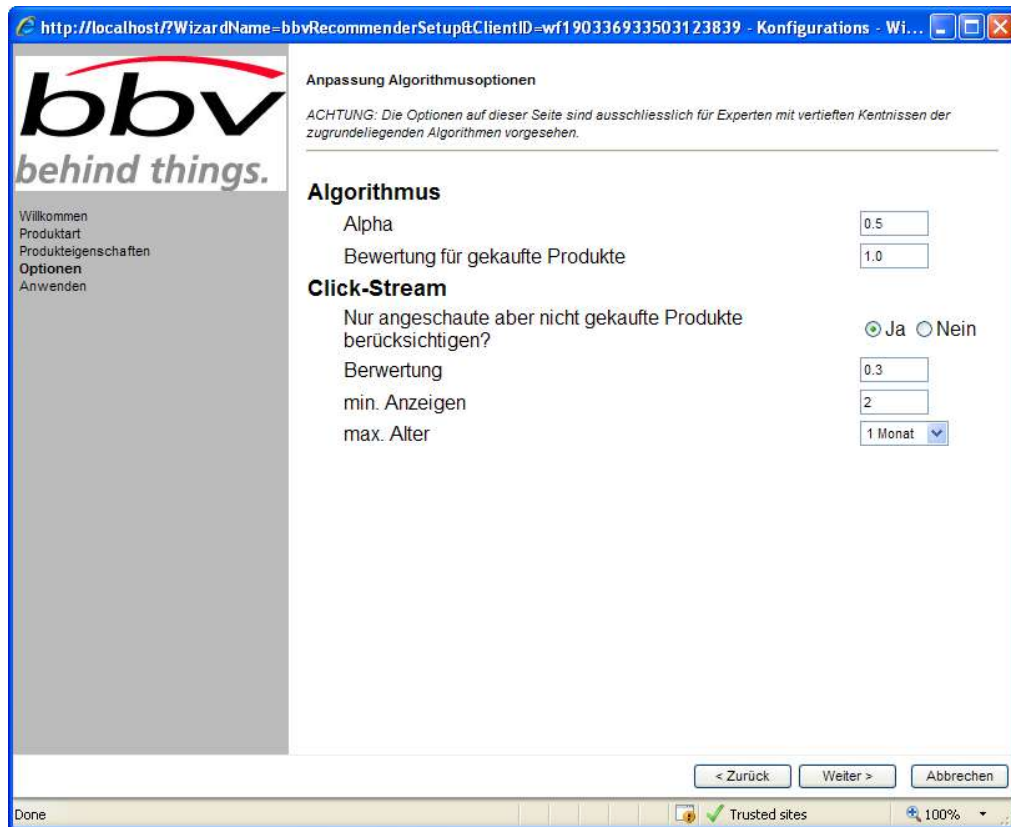 http://localhost/?WizardName=bbvRecommenderSetup&ClientID=wf1903369335031238​39 - Konfigurations - Wi...
bbv
behind things.
Willkommen
Produktart
Produkteigenschaften
Optionen
Anwenden
Anpassung Algorithmusoptionen
ACHTUNG: Die Optionen auf dieser Seite sind ausschliesslich für Experten mit vertieften Kentnissen der
zugrundeliegenden Algorithmen vorgesehen.
Algorithmus
Alpha 0.5
Bewertung für gekaufte Produkte 1.0
Click-Stream
Nur angeschaute aber nicht gekaufte Produkte
berücksichtigen? Ja Nein
Berwertung 0.3
min. Anzeigen 2
max. Alter 1 Monat
< Zurück Weiter > Abbrechen
Done Trusted sites 100%